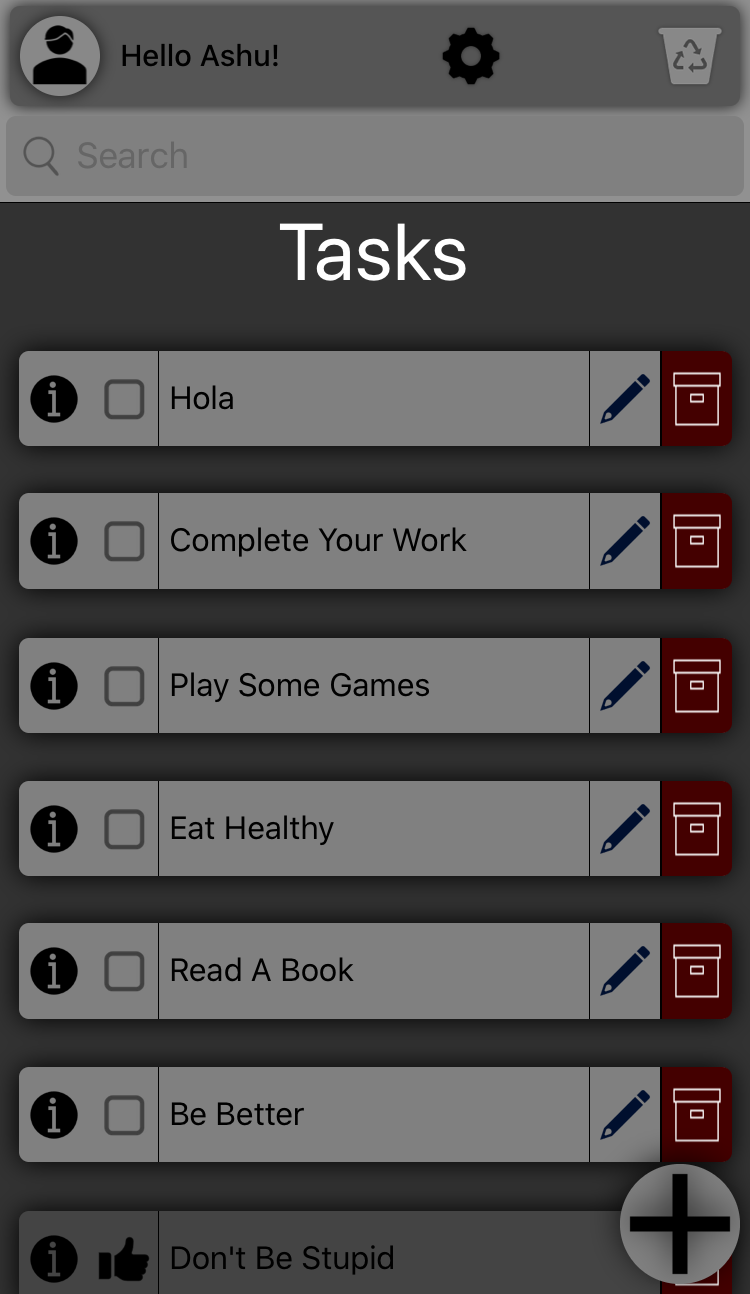 Hello Ashu!
Search
Tasks
Hola
Complete Your Work
Play Some Games
Eat Healthy
Read A Book
Be Better
Don't Be Stupid